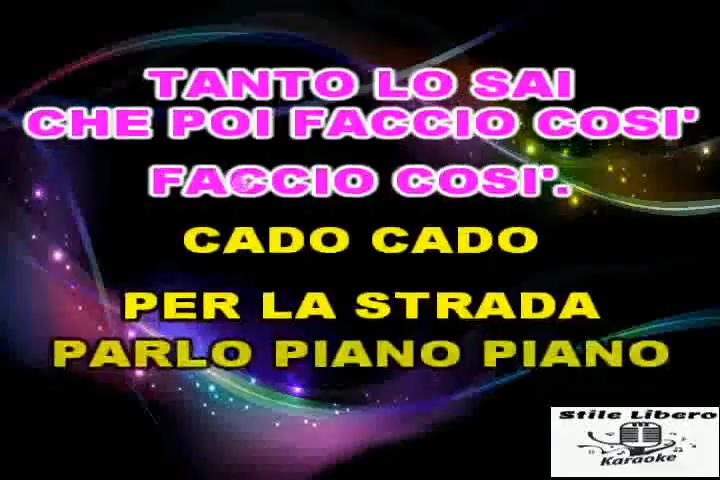 TANTO LO SAI
CHE POI FACCIO COSI'
FACCIO COSI'.
CADO CADO
PER LA STRADA
PARLO PIANO PIANO
Stile Libero
Karaoke